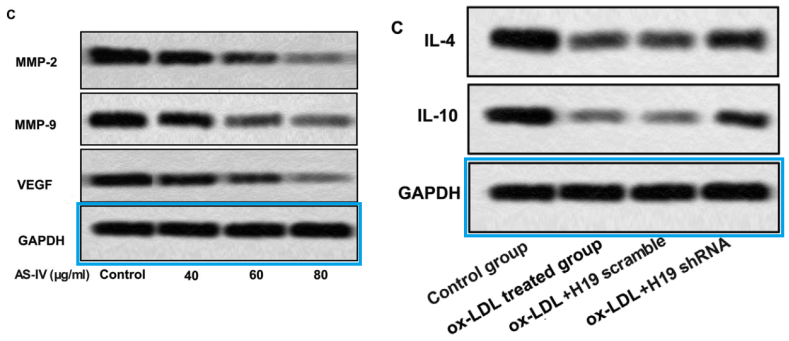 C
MMP-2
MMP-9
VEGF
GAPDH
AS-IV (µg/ml) Control 40 60 80
C
IL-4
IL-10
GAPDH
Control group
ox-LDL treated group
ox-LDL+H19 scramble
ox-LDL+H19 shRNA